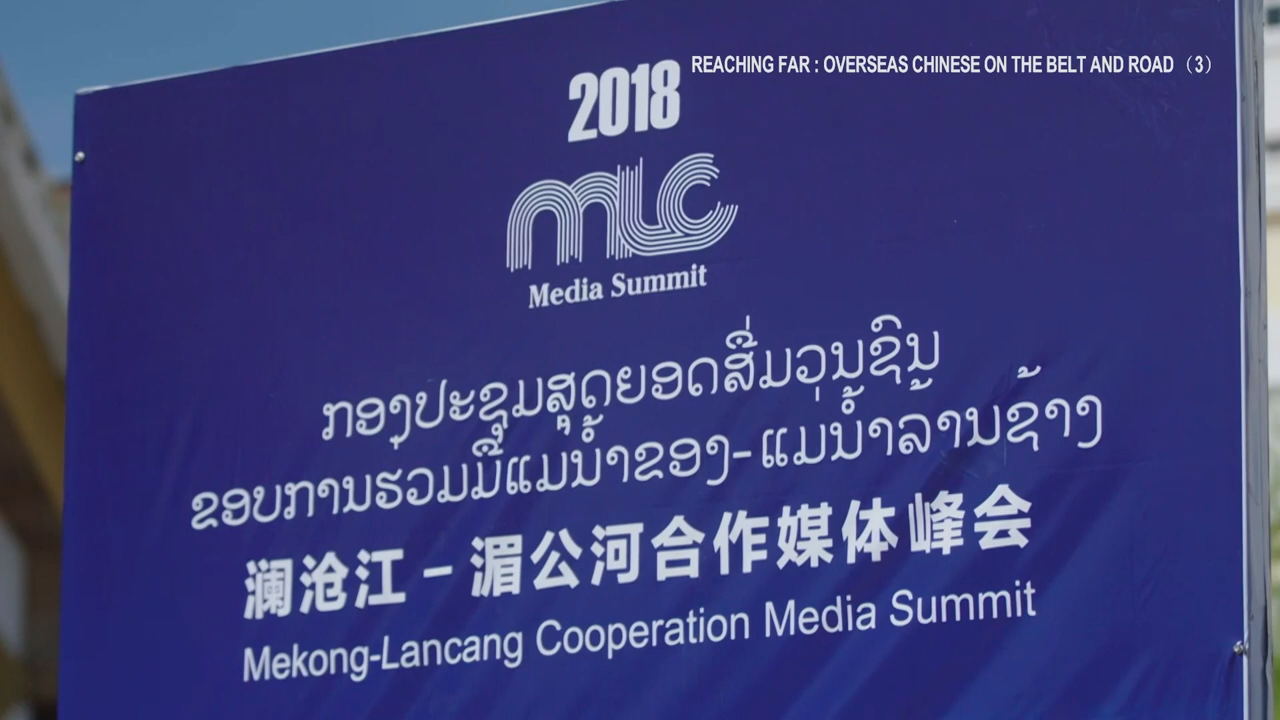 REACHING FAR : OVERSEAS CHINESE ON THE BELT AND ROAD（3）
2018
MLC
Media Summit
ກອງປະຊຸມສຸດຍອດສື່ມວນຊົນ
ຂອບການຮ່ວມມືແມ່ນ້ຳຂອງ-ແມ່ນ້ຳລ້ານຊ້າງ
澜沧江－湄公河合作媒体峰会
Mekong-Lancang Cooperation Media Summit